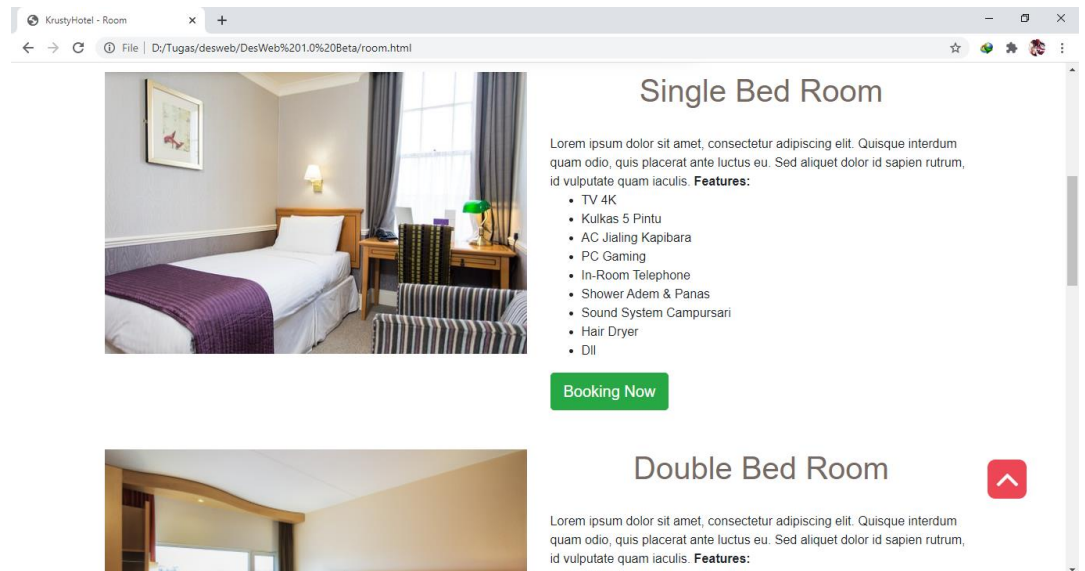 KrustyHotel - Room
File | D:/Tugas/desweb/DesWeb%201.0%20Beta/room.html
Single Bed Room
Lorem ipsum dolor sit amet, consectetur adipiscing elit. Quisque interdum
quam odio, quis placerat ante luctus eu. Sed aliquet dolor id sapien rutrum,
id vulputate quam iaculis. Features:
• TV 4K
• Kulkas 5 Pintu
• AC Jialing Kapibara
• PC Gaming
• In-Room Telephone
• Shower Adem & Panas
• Sound System Campursari
• Hair Dryer
• Dll
Booking Now
Double Bed Room
Lorem ipsum dolor sit amet, consectetur adipiscing elit. Quisque interdum
quam odio, quis placerat ante luctus eu. Sed aliquet dolor id sapien rutrum,
id vulputate quam iaculis. Features: